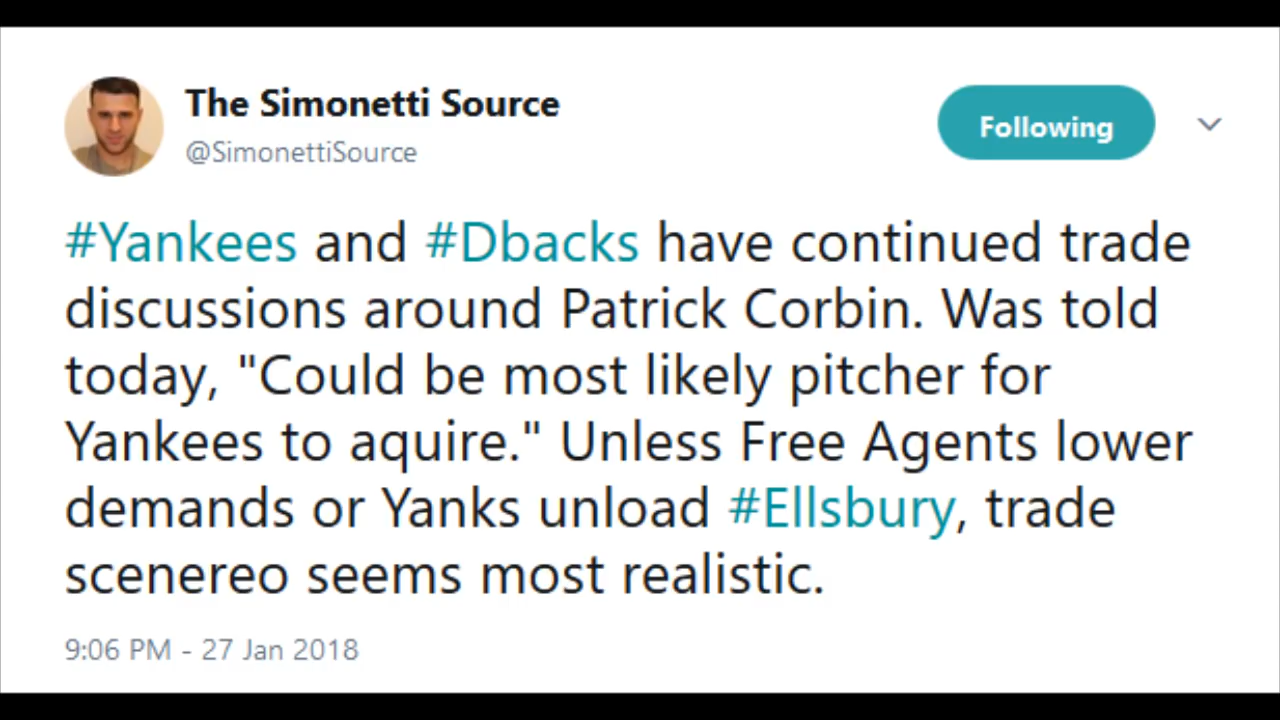 The Simonetti Source
@SimonettiSource
Following
#Yankees and #Dbacks have continued trade
discussions around Patrick Corbin. Was told
today, "Could be most likely pitcher for
Yankees to aquire." Unless Free Agents lower
demands or Yanks unload #Ellsbury, trade
scenereo seems most realistic.
9:06 PM - 27 Jan 2018